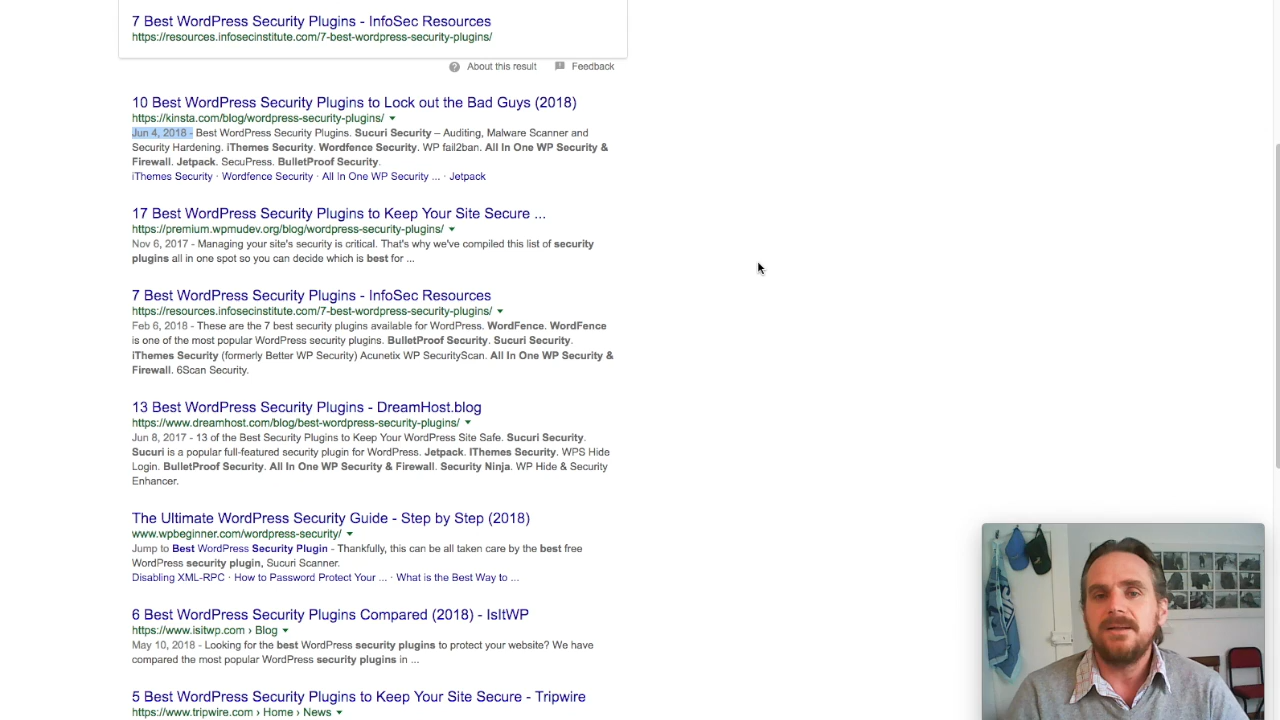 7 Best WordPress Security Plugins - InfoSec Resources
https://resources.infosecinstitute.com/7-best-wordpress-security-plugins/
About this result
Feedback
10 Best WordPress Security Plugins to Lock out the Bad Guys (2018)
https://kinsta.com/blog/wordpress-security-plugins/
Jun 4, 2018 - Best WordPress Security Plugins. Sucuri Security – Auditing, Malware Scanner and
Security Hardening. iThemes Security. Wordfence Security. WP fail2ban. All In One WP Security &
Firewall. Jetpack. SecuPress. BulletProof Security.
iThemes Security · Wordfence Security · All In One WP Security ... · Jetpack
17 Best WordPress Security Plugins to Keep Your Site Secure ...
https://premium.wpmudev.org/blog/wordpress-security-plugins/
Nov 6, 2017 - Managing your site's security is critical. That's why we've compiled this list of security
plugins all in one spot so you can decide which is best for ...
7 Best WordPress Security Plugins - InfoSec Resources
https://resources.infosecinstitute.com/7-best-wordpress-security-plugins/
Feb 6, 2018 - These are the 7 best security plugins available for WordPress. WordFence. WordFence
is one of the most popular WordPress security plugins. BulletProof Security. Sucuri Security.
iThemes Security (formerly Better WP Security) Acunetix WP SecurityScan. All In One WP Security &
Firewall. 6Scan Security.
13 Best WordPress Security Plugins - DreamHost.blog
https://www.dreamhost.com/blog/best-wordpress-security-plugins/
Jun 8, 2017 - 13 of the Best Security Plugins to Keep Your WordPress Site Safe. Sucuri Security.
Sucuri is a popular full-featured security plugin for WordPress. Jetpack. IThemes Security. WPS Hide
Login. BulletProof Security. All In One WP Security & Firewall. Security Ninja. WP Hide & Security
Enhancer.
The Ultimate WordPress Security Guide - Step by Step (2018)
www.wpbeginner.com/wordpress-security/
Jump to Best WordPress Security Plugin - Thankfully, this can be all taken care by the best free
WordPress security plugin, Sucuri Scanner.
Disabling XML-RPC · How to Password Protect Your ... · What is the Best Way to ...
6 Best WordPress Security Plugins Compared (2018) - IsItWP
https://www.isitwp.com › Blog
May 10, 2018 - Looking for the best WordPress security plugins to protect your website? We have
compared the most popular WordPress security plugins in ...
5 Best WordPress Security Plugins to Keep Your Site Secure - Tripwire
https://www.tripwire.com › Home › News